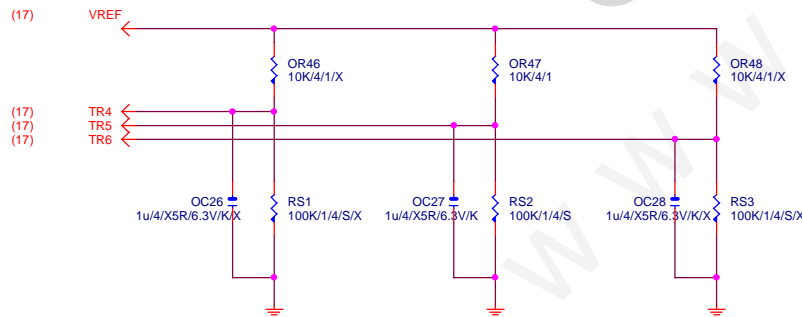 (17) VREF
OR46
10K/4/1/X
OR47
10K/4/1
OR48
10K/4/1/X
(17) TR4
(17) TR5
(17) TR6
OC26
1u/4/X5R/6.3V/K/X
RS1
100K/1/4/S/X
OC27
1u/4/X5R/6.3V/K
RS2
100K/1/4/S
OC28
1u/4/X5R/6.3V/K/X
RS3
100K/1/4/S/X
w w w